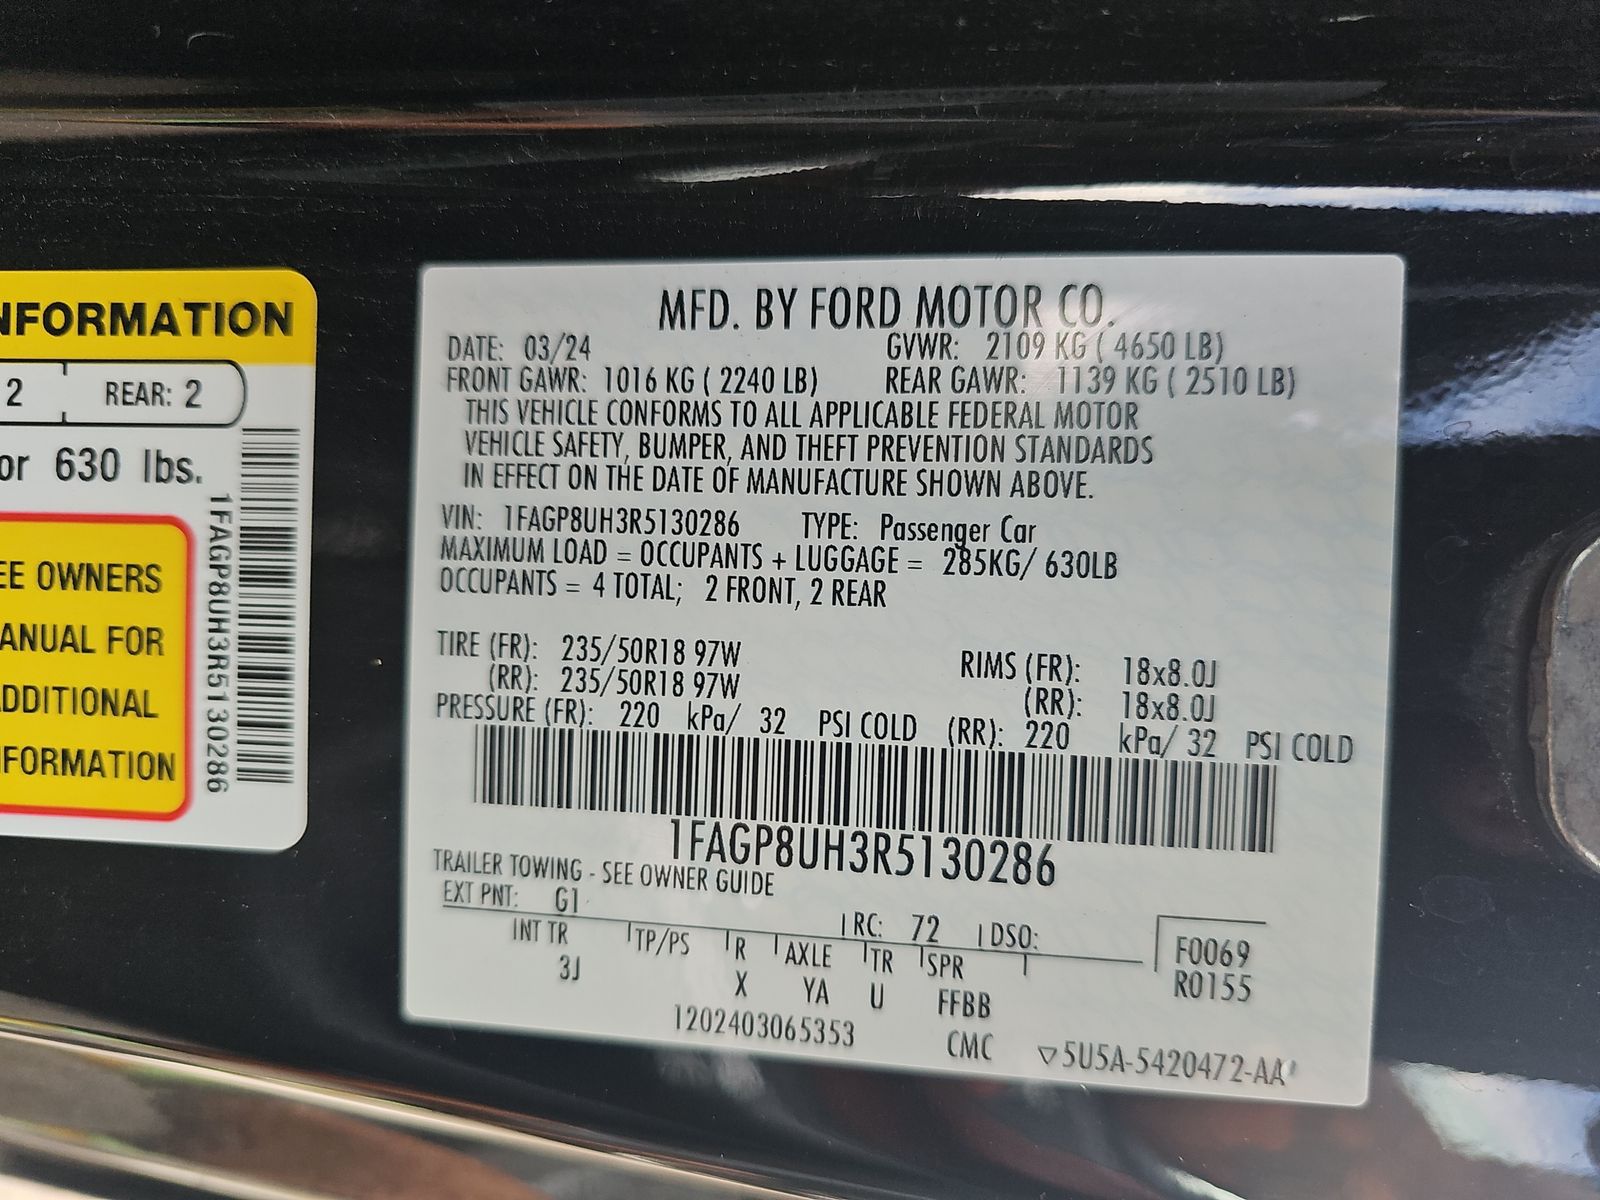 NFORMATION
2 REAR: 2
or 630 lbs.
EE OWNERS
ANUAL FOR
DDITIONAL
FORMATION
1FAGP8UH3R5130286
MFD. BY FORD MOTOR CO.
DATE: 03/24 GVWR: 2109 KG ( 4650 LB)
FRONT GAWR: 1016 KG ( 2240 LB) REAR GAWR: 1139 KG ( 2510 LB)
THIS VEHICLE CONFORMS TO ALL APPLICABLE FEDERAL MOTOR
VEHICLE SAFETY, BUMPER, AND THEFT PREVENTION STANDARDS
IN EFFECT ON THE DATE OF MANUFACTURE SHOWN ABOVE.
VIN: 1FAGP8UH3R5130286 TYPE: Passenger Car
MAXIMUM LOAD = OCCUPANTS + LUGGAGE = 285KG/ 630LB
OCCUPANTS = 4 TOTAL; 2 FRONT, 2 REAR
TIRE (FR): 235/50R18 97W RIMS (FR): 18x8.0J
(RR): 235/50R18 97W (RR): 18x8.0J
PRESSURE (FR): 220 kPa/ 32 PSI COLD (RR): 220 kPa/ 32 PSI COLD
1FAGP8UH3R5130286
TRAILER TOWING - SEE OWNER GUIDE
EXT PNT: G1 RC: 72 DSO:
INT TR TP/PS R AXLE TR SPR F0069
3J X YA U FFBB R0155
1202403065353 CMC ▽5U5A-5420472-AA